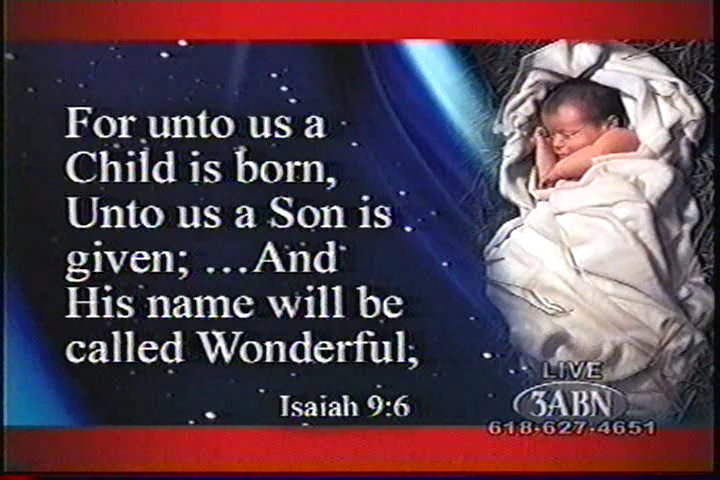 For unto us a
Child is born,
Unto us a Son is
given; ...And
His name will be
called Wonderful;
Isaiah 9:6
LIVE
3ABN
618-627-4651